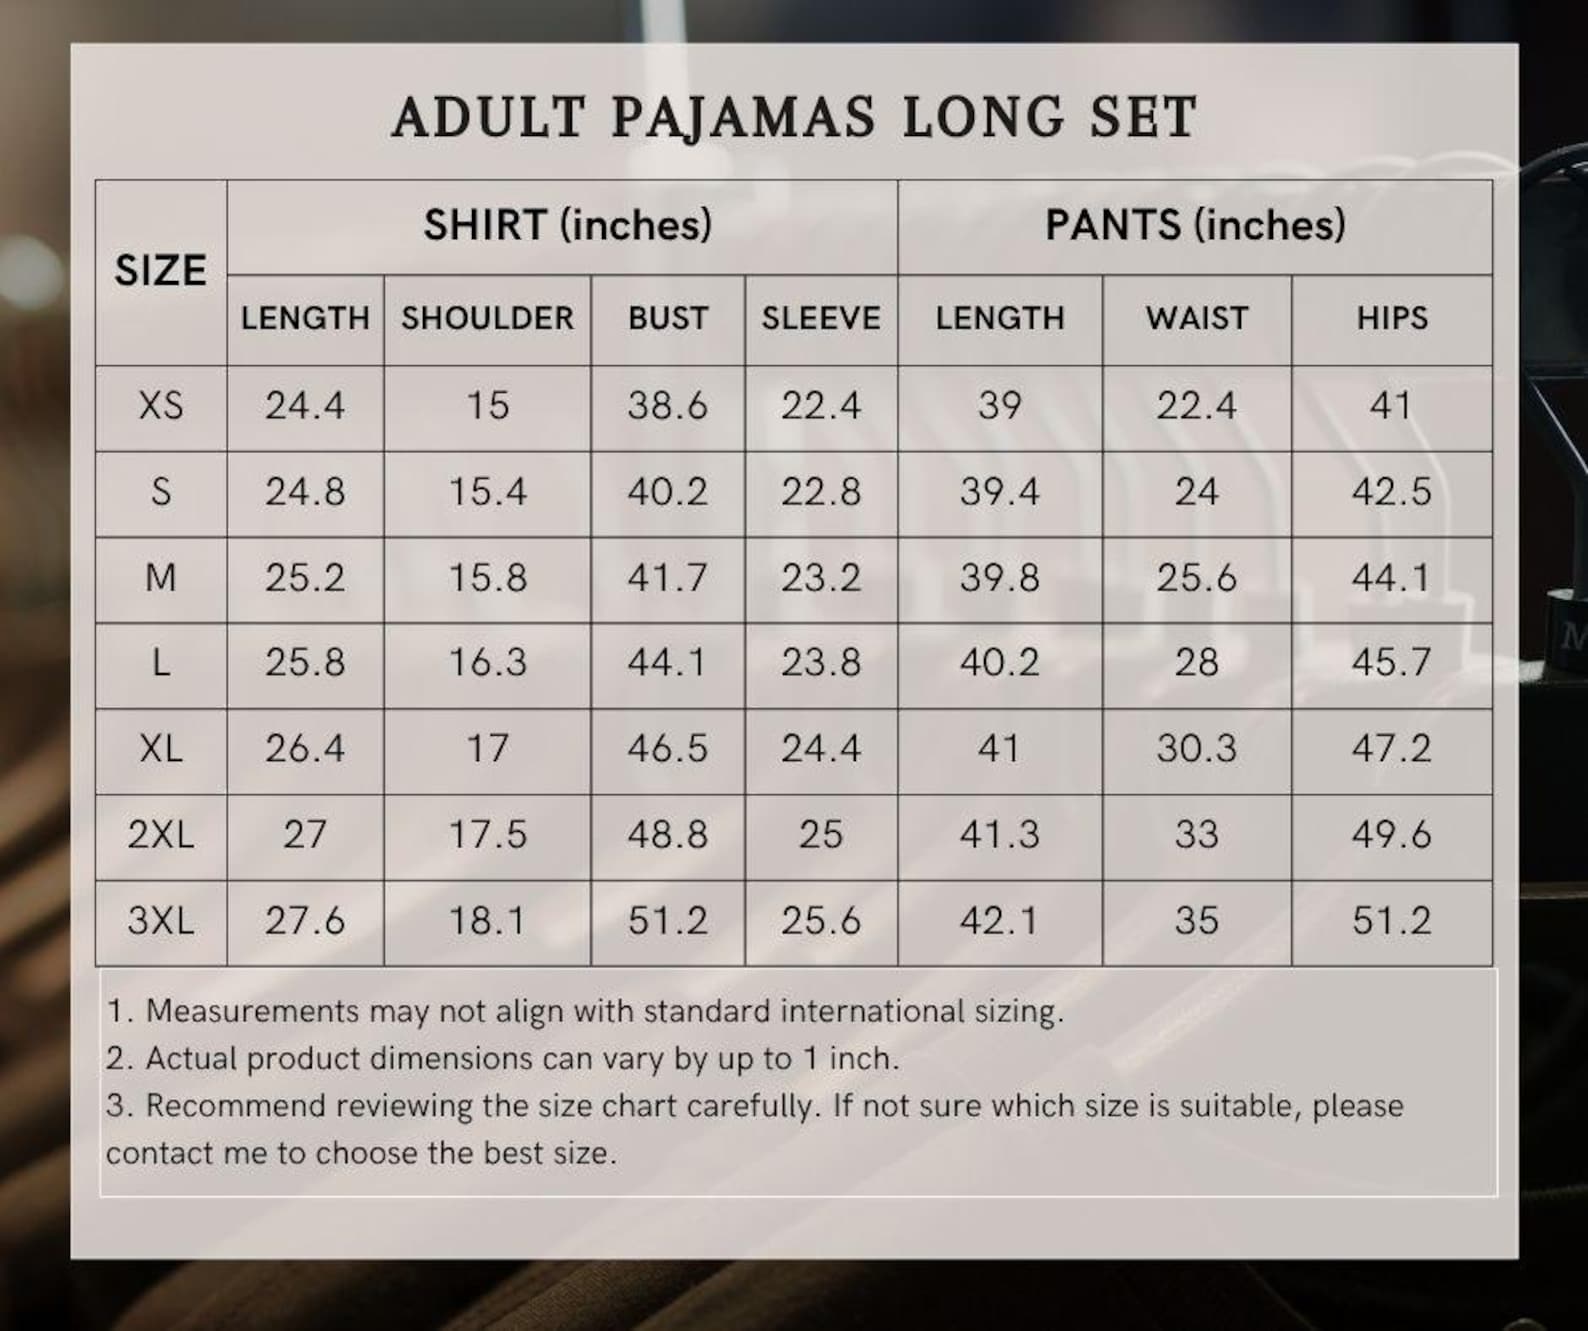 ADULT PAJAMAS LONG SET
SIZE SHIRT (inches) PANTS (inches)
LENGTH SHOULDER BUST SLEEVE LENGTH WAIST HIPS
XS 24.4 15 38.6 22.4 39 22.4 41
S 24.8 15.4 40.2 22.8 39.4 24 42.5
M 25.2 15.8 41.7 23.2 39.8 25.6 44.1
L 25.8 16.3 44.1 23.8 40.2 28 45.7
XL 26.4 17 46.5 24.4 41 30.3 47.2
2XL 27 17.5 48.8 25 41.3 33 49.6
3XL 27.6 18.1 51.2 25.6 42.1 35 51.2
1. Measurements may not align with standard international sizing.
2. Actual product dimensions can vary by up to 1 inch.
3. Recommend reviewing the size chart carefully. If not sure which size is suitable, please
contact me to choose the best size.
M